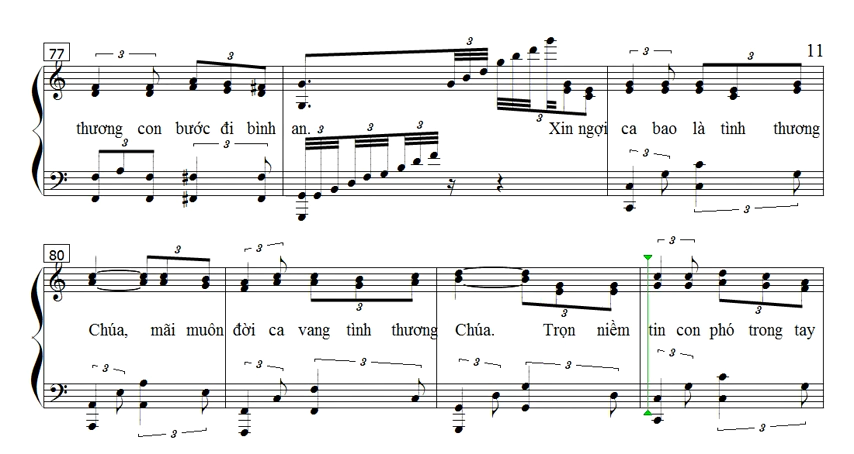 77
11
thương con bước đi bình an. Xin ngợi ca bao là tình thương
80
Chúa, mãi muôn đời ca vang tình thương Chúa. Trọn niềm tin con phó trong tay